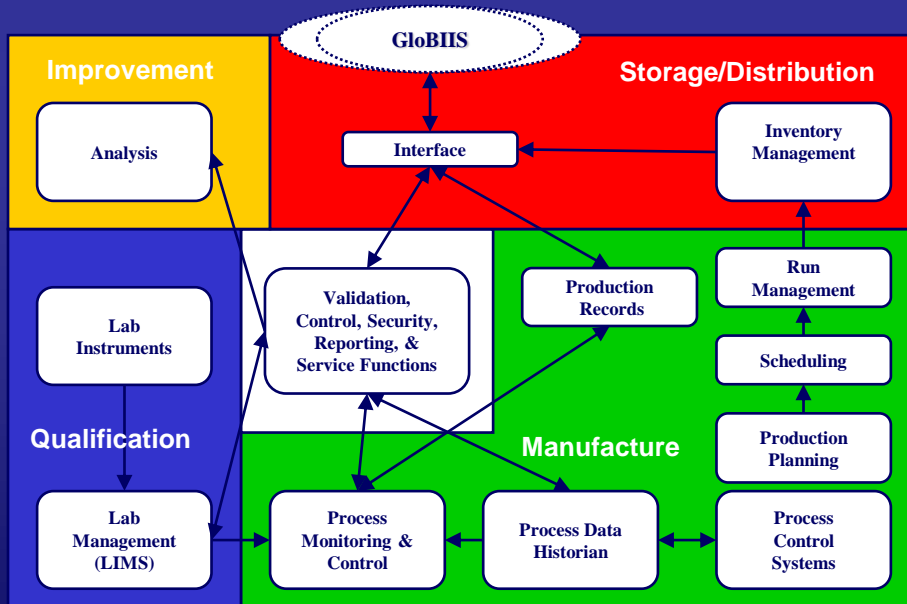 GloBIIS
Improvement
Storage/Distribution
Analysis
Interface
Inventory
Management
Validation,
Control, Security,
Reporting, &
Service Functions
Production
Records
Run
Management
Lab
Instruments
Scheduling
Qualification
Manufacture
Production
Planning
Lab
Management
(LIMS)
Process
Monitoring &
Control
Process Data
Historian
Process
Control
Systems